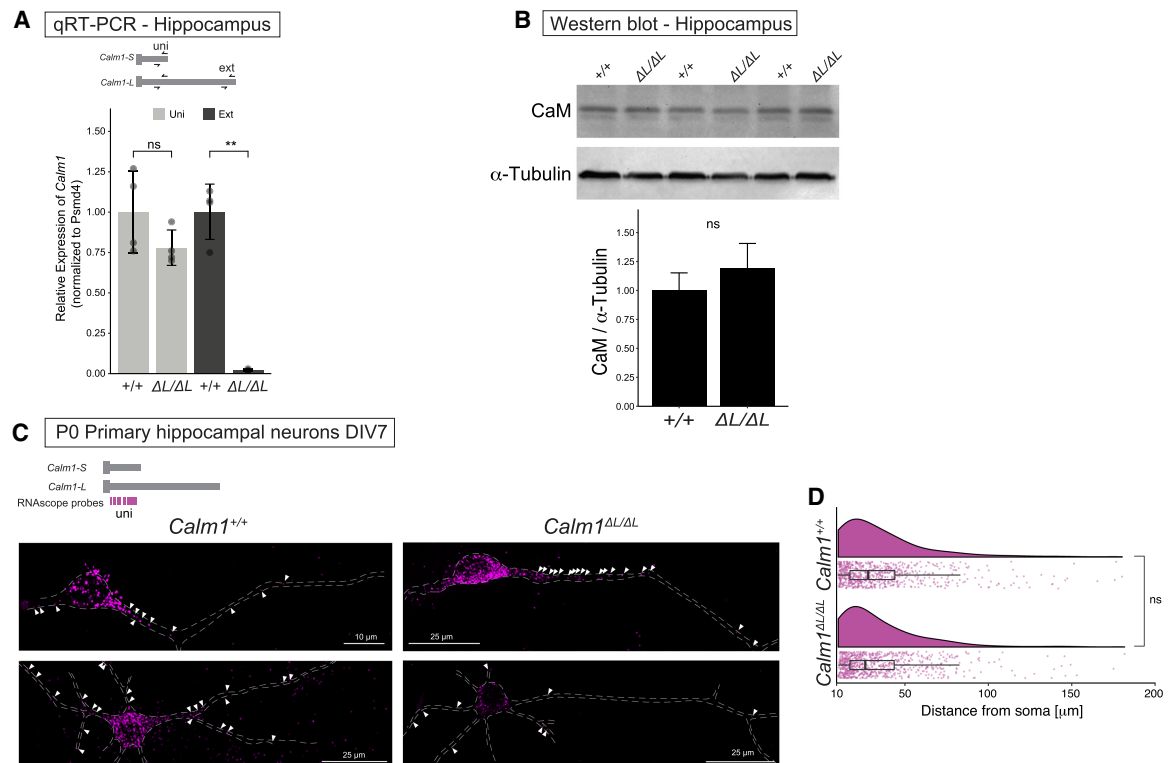 A
qRT-PCR - Hippocampus
uni
Calm1-S
ext
Calm1-L
Uni
Ext
ns
**
1.50
1.25
1.00
0.75
0.50
0.25
0.00
Relative Expression of Calm1
(normalized to Psmd4)
+/+ ΔL/ΔL +/+ ΔL/ΔL
B
Western blot - Hippocampus
+/+ ΔL/ΔL +/+ ΔL/ΔL +/+ ΔL/ΔL
CaM
α-Tubulin
ns
1.50
1.25
1.00
0.75
0.50
0.25
0.00
CaM / α-Tubulin
+/+ ΔL/ΔL
C
P0 Primary hippocampal neurons DIV7
Calm1-S
Calm1-L
RNAscope probes
uni
Calm1+/+
Calm1ΔL/ΔL
10 µm
25 µm
25 µm
25 µm
D
Calm1+/+
Calm1ΔL/ΔL
ns
10 50 100 150 200
Distance from soma [µm]